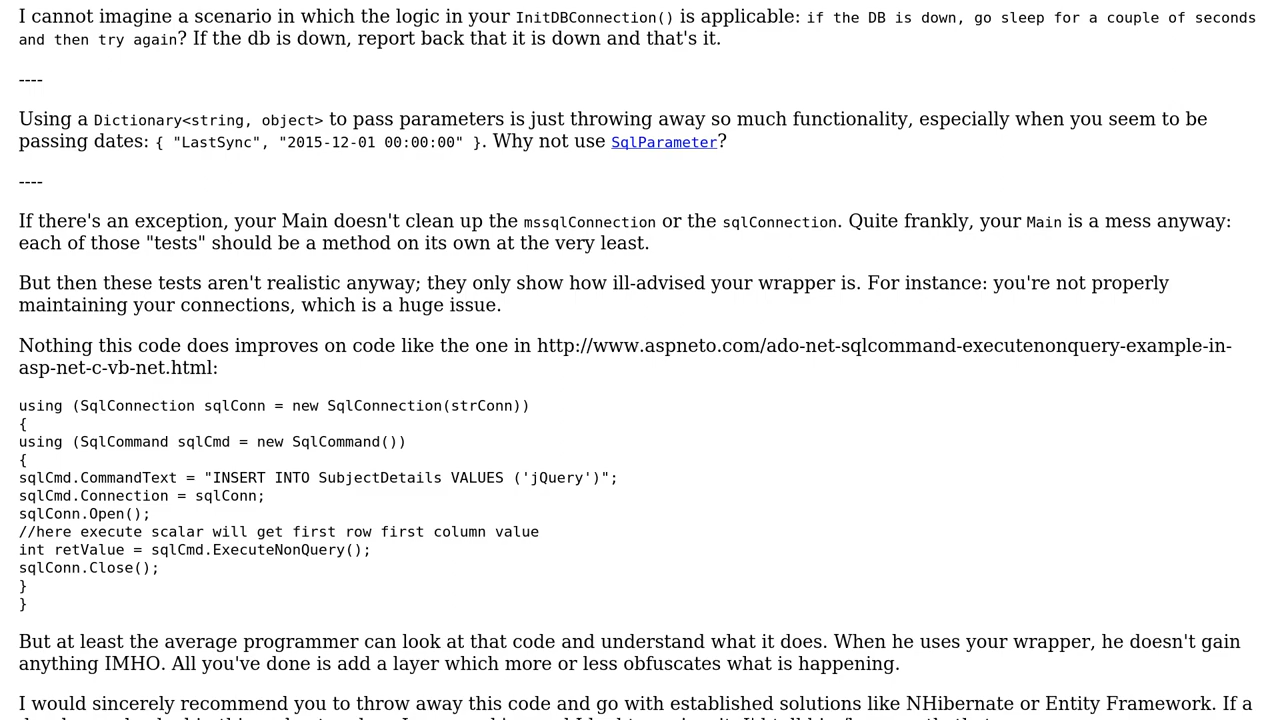 I cannot imagine a scenario in which the logic in your InitDBConnection() is applicable: if the DB is down, go sleep for a couple of seconds
and then try again? If the db is down, report back that it is down and that's it.
----
Using a Dictionary<string, object> to pass parameters is just throwing away so much functionality, especially when you seem to be
passing dates: { "LastSync", "2015-12-01 00:00:00" }. Why not use SqlParameter?
----
If there's an exception, your Main doesn't clean up the mssqlConnection or the sqlConnection. Quite frankly, your Main is a mess anyway:
each of those "tests" should be a method on its own at the very least.
But then these tests aren't realistic anyway; they only show how ill-advised your wrapper is. For instance: you're not properly
maintaining your connections, which is a huge issue.
Nothing this code does improves on code like the one in http://www.aspneto.com/ado-net-sqlcommand-executenonquery-example-in-
asp-net-c-vb-net.html:
using (SqlConnection sqlConn = new SqlConnection(strConn))
{
using (SqlCommand sqlCmd = new SqlCommand())
{
sqlCmd.CommandText = "INSERT INTO SubjectDetails VALUES ('jQuery')";
sqlCmd.Connection = sqlConn;
sqlConn.Open();
//here execute scalar will get first row first column value
int retValue = sqlCmd.ExecuteNonQuery();
sqlConn.Close();
}
}
But at least the average programmer can look at that code and understand what it does. When he uses your wrapper, he doesn't gain
anything IMHO. All you've done is add a layer which more or less obfuscates what is happening.
I would sincerely recommend you to throw away this code and go with established solutions like NHibernate or Entity Framework. If a